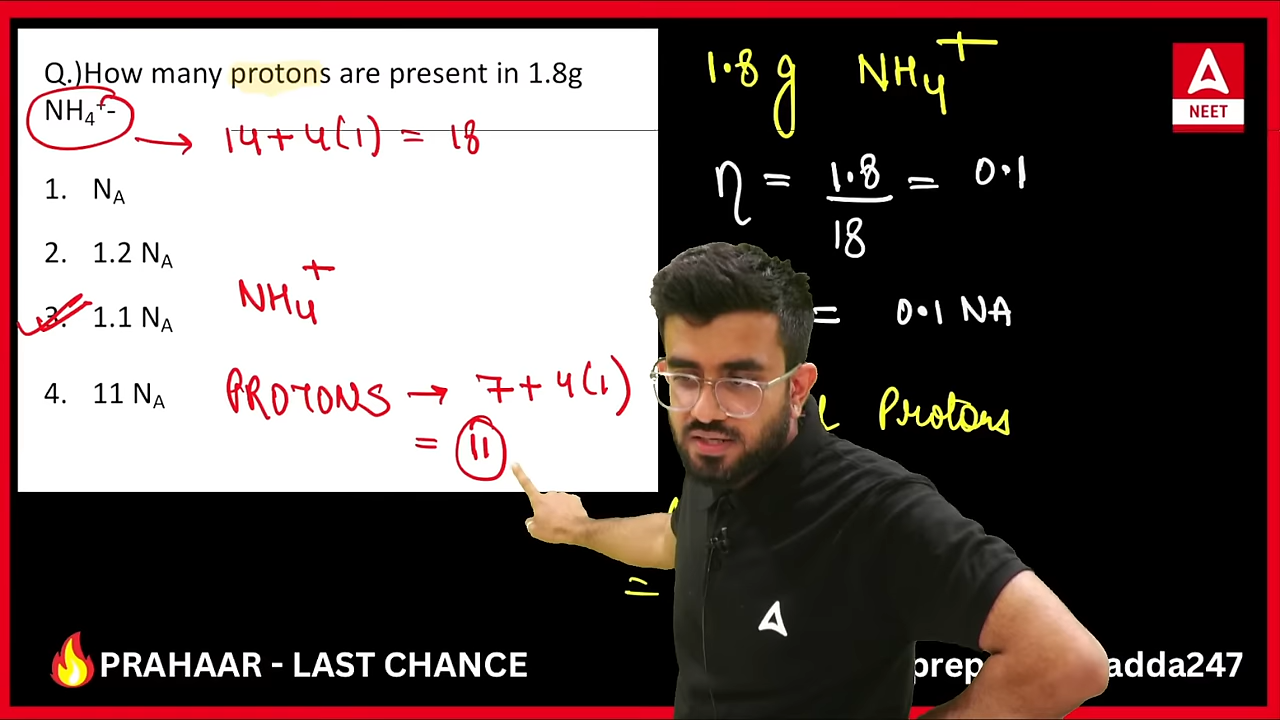 Q.)How many protons are present in 1.8g
NH₄⁺-
→ 14+4(1) = 18
1. Nₐ
2. 1.2 Nₐ
3. 1.1 Nₐ
4. 11 Nₐ
NH₄⁺
PROTONS → 7+4(1)
= 11
1.8 g NH₄⁺
η = 1.8/18 = 0.1
= 0.1 NA
Protons
=
NEET
PRAHAAR - LAST CHANCE
prep
adda247